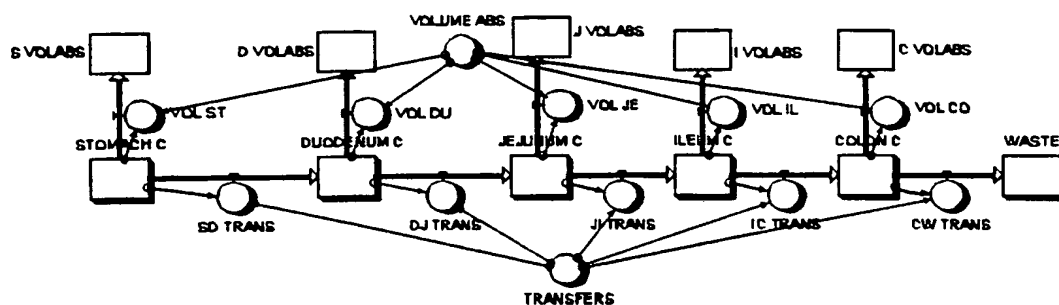 VOLUME ABS
J VOLABS
S VOLABS
D VOLABS
I VOLABS
C VOLABS
VOL ST
VOL DU
VOL JE
VOL IL
VOL CO
STOMACH C
DUODENUM C
JEJUNUM C
ILEUM C
COLON C
WASTE
SD TRANS
DJ TRANS
JI TRANS
IC TRANS
CW TRANS
TRANSFERS